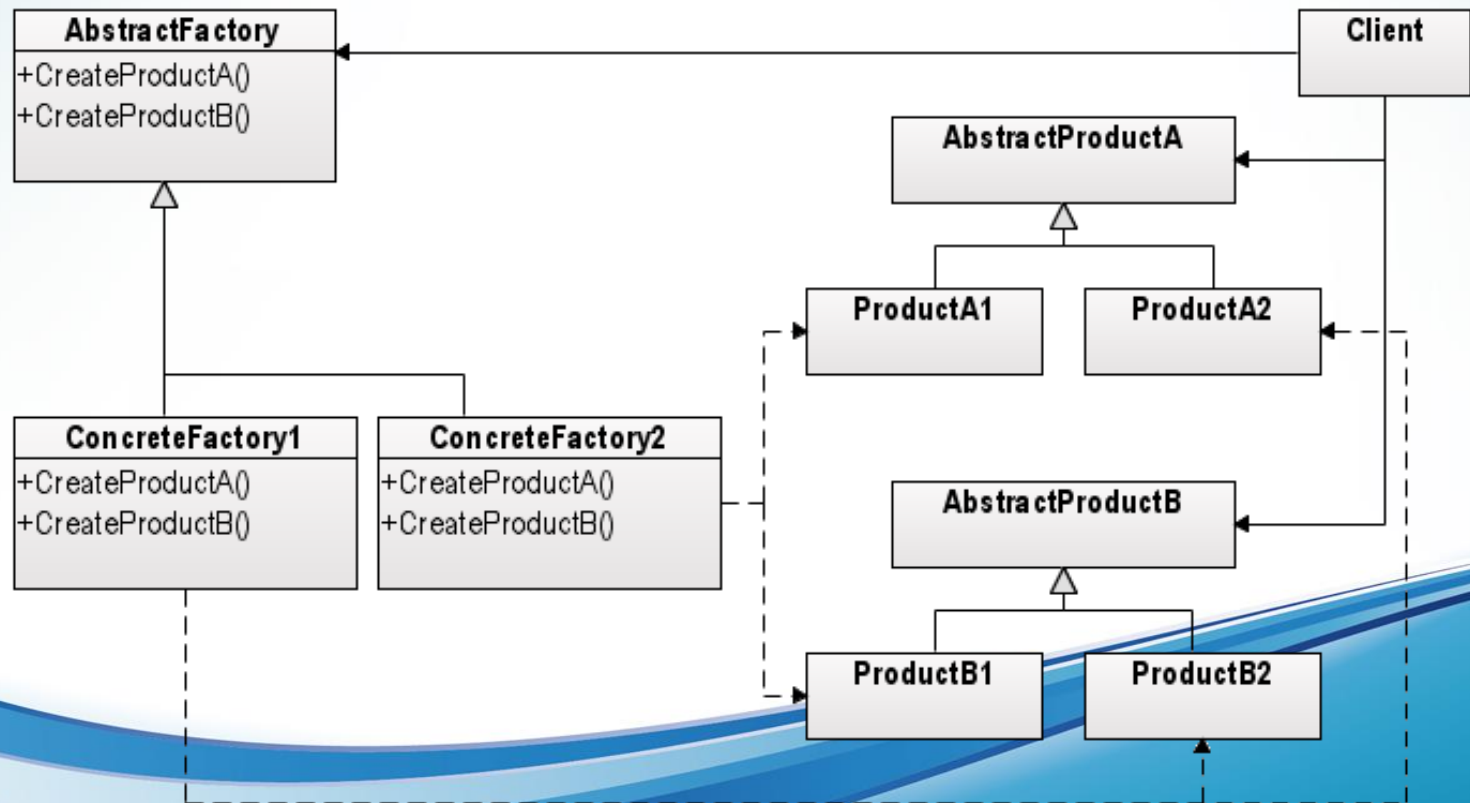 AbstractFactory
+CreateProductA()
+CreateProductB()
Client
AbstractProductA
ProductA1
ProductA2
ConcreteFactory1
+CreateProductA()
+CreateProductB()
ConcreteFactory2
+CreateProductA()
+CreateProductB()
AbstractProductB
ProductB1
ProductB2